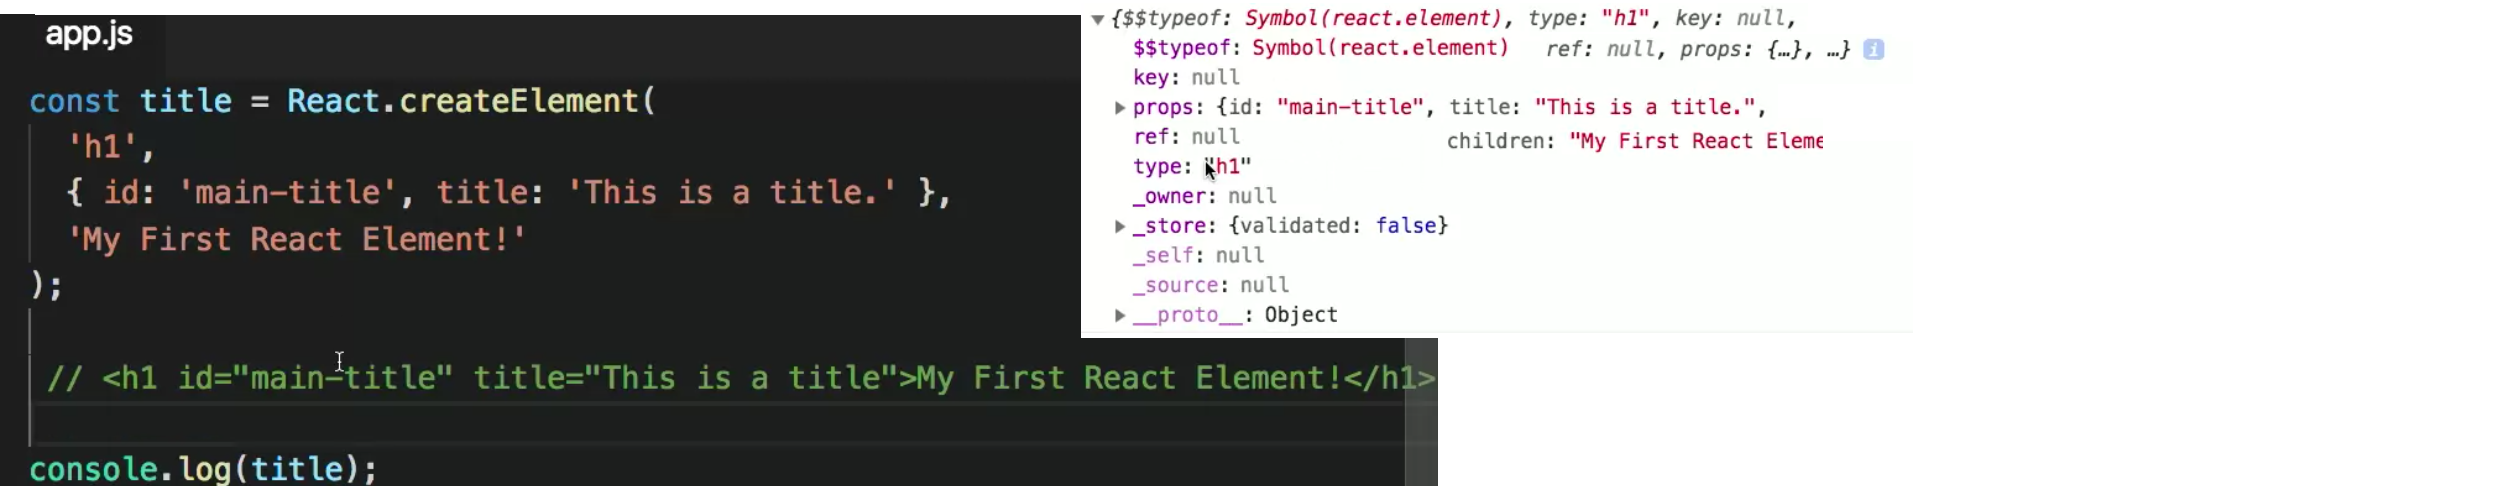 app.js
const title = React.createElement(
'h1',
{ id: 'main-title', title: 'This is a title.' },
'My First React Element!'
);
// <h1 id="main-title" title="This is a title">My First React Element!</h1>
console.log(title);
{$$typeof: Symbol(react.element), type: "h1", key: null,
$$typeof: Symbol(react.element) ref: null, props: {…}, …} i
key: null
props: {id: "main-title", title: "This is a title.",
ref: null children: "My First React Eleme
type: "h1"
_owner: null
_store: {validated: false}
_self: null
_source: null
__proto__: Object